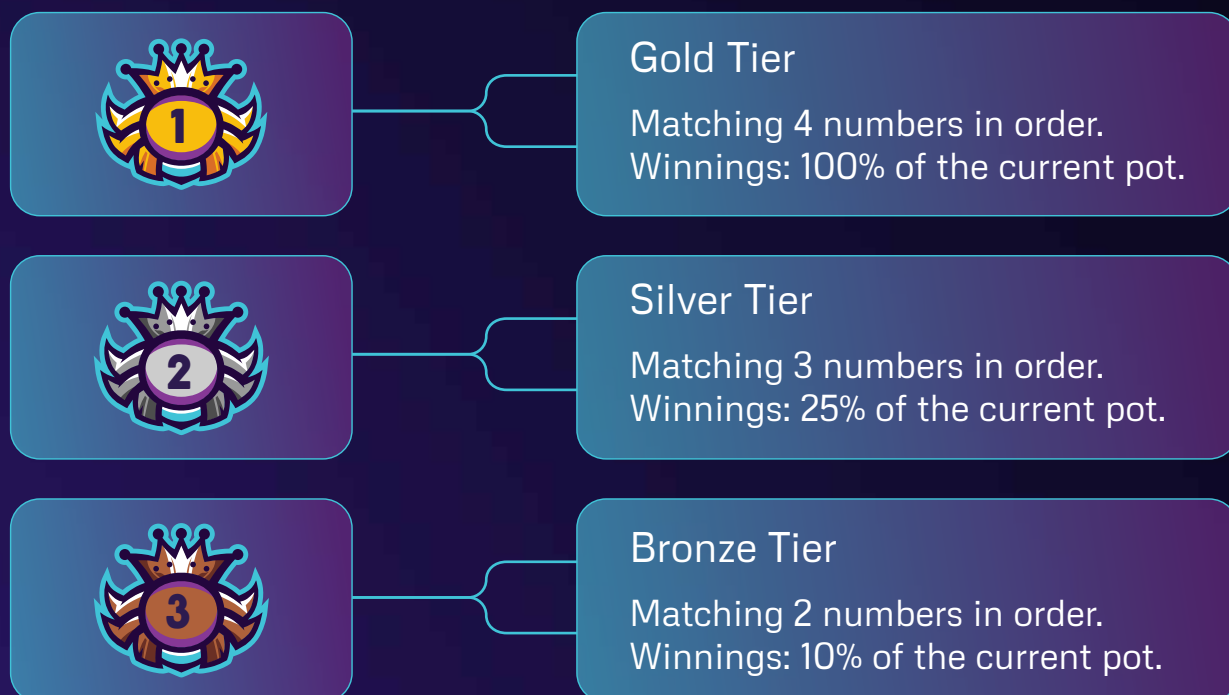 1
Gold Tier
Matching 4 numbers in order.
Winnings: 100% of the current pot.
2
Silver Tier
Matching 3 numbers in order.
Winnings: 25% of the current pot.
3
Bronze Tier
Matching 2 numbers in order.
Winnings: 10% of the current pot.